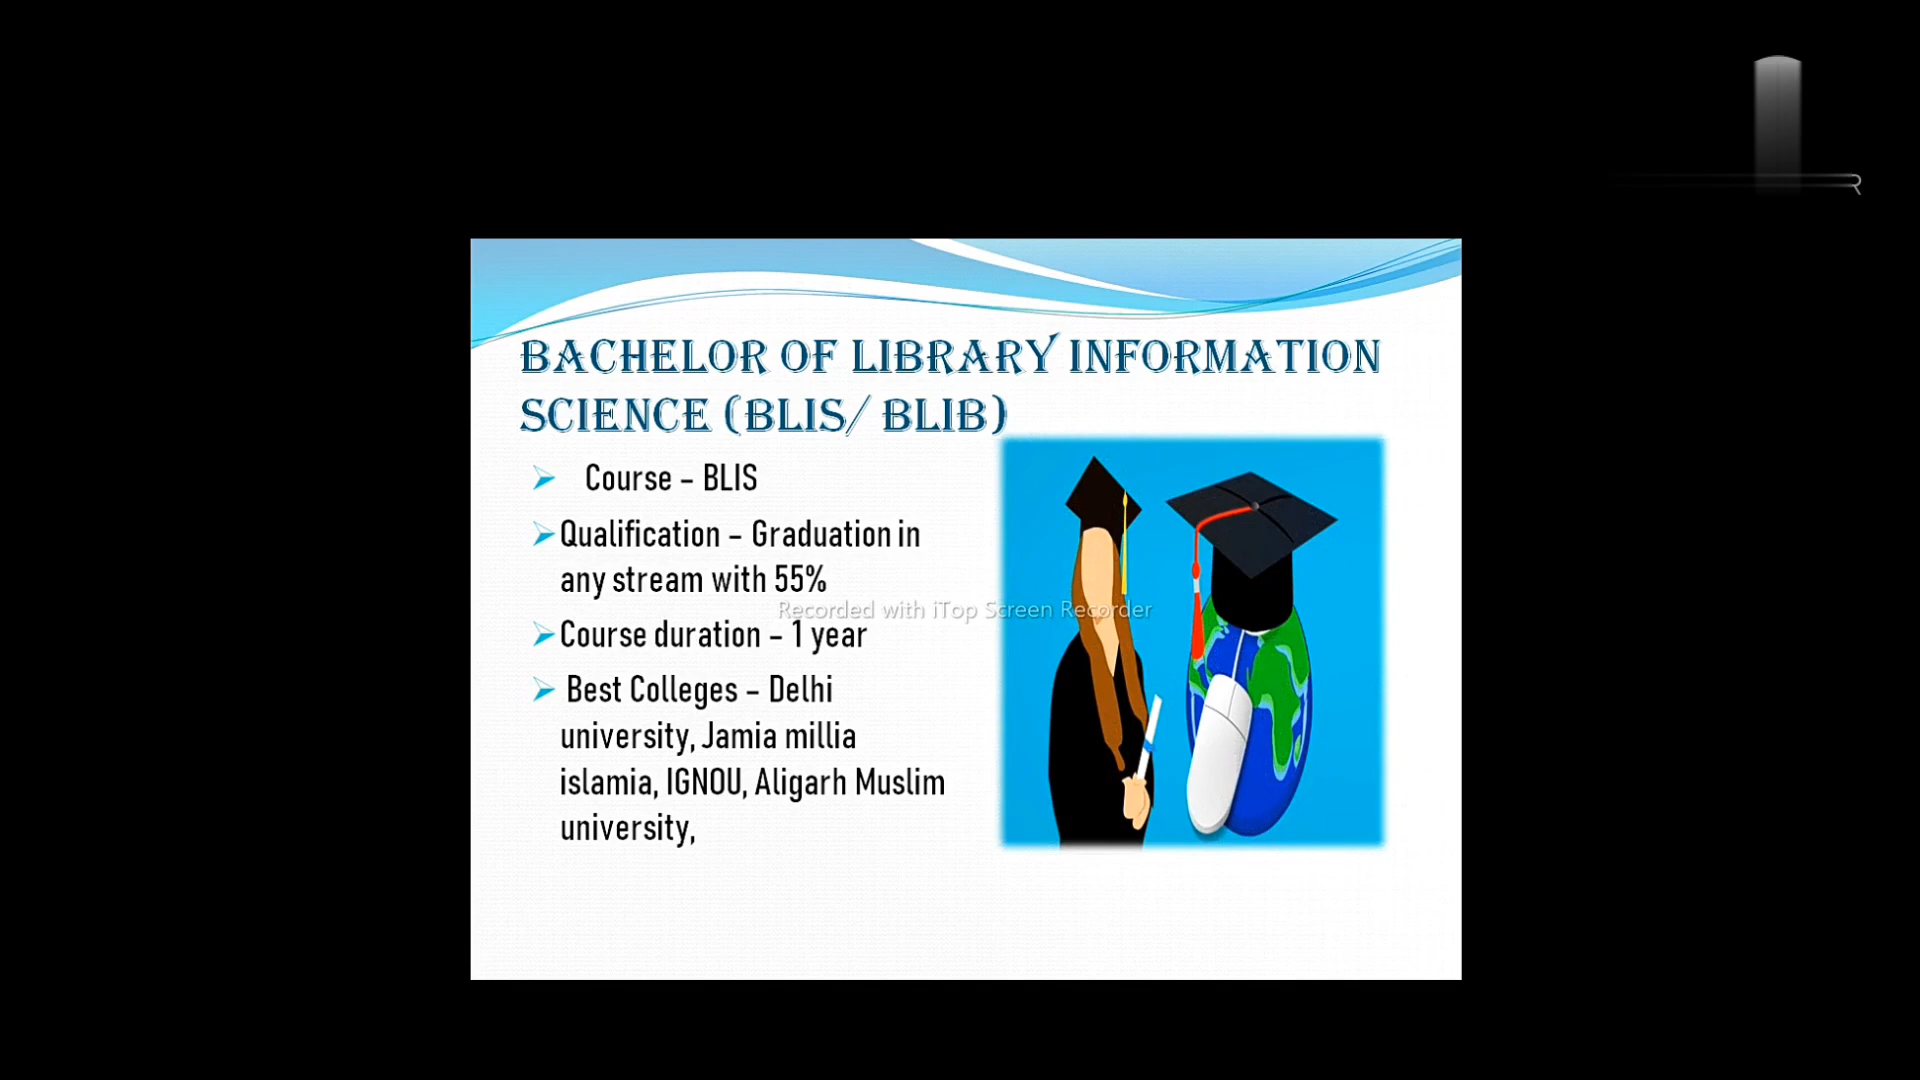 BACHELOR OF LIBRARY INFORMATION
SCIENCE (BLIS/ BLIB)
Course – BLIS
Qualification – Graduation in
any stream with 55%
Recorded with iTop Screen Recorder
Course duration – 1 year
Best Colleges – Delhi
university, Jamia millia
islamia, IGNOU, Aligarh Muslim
university,